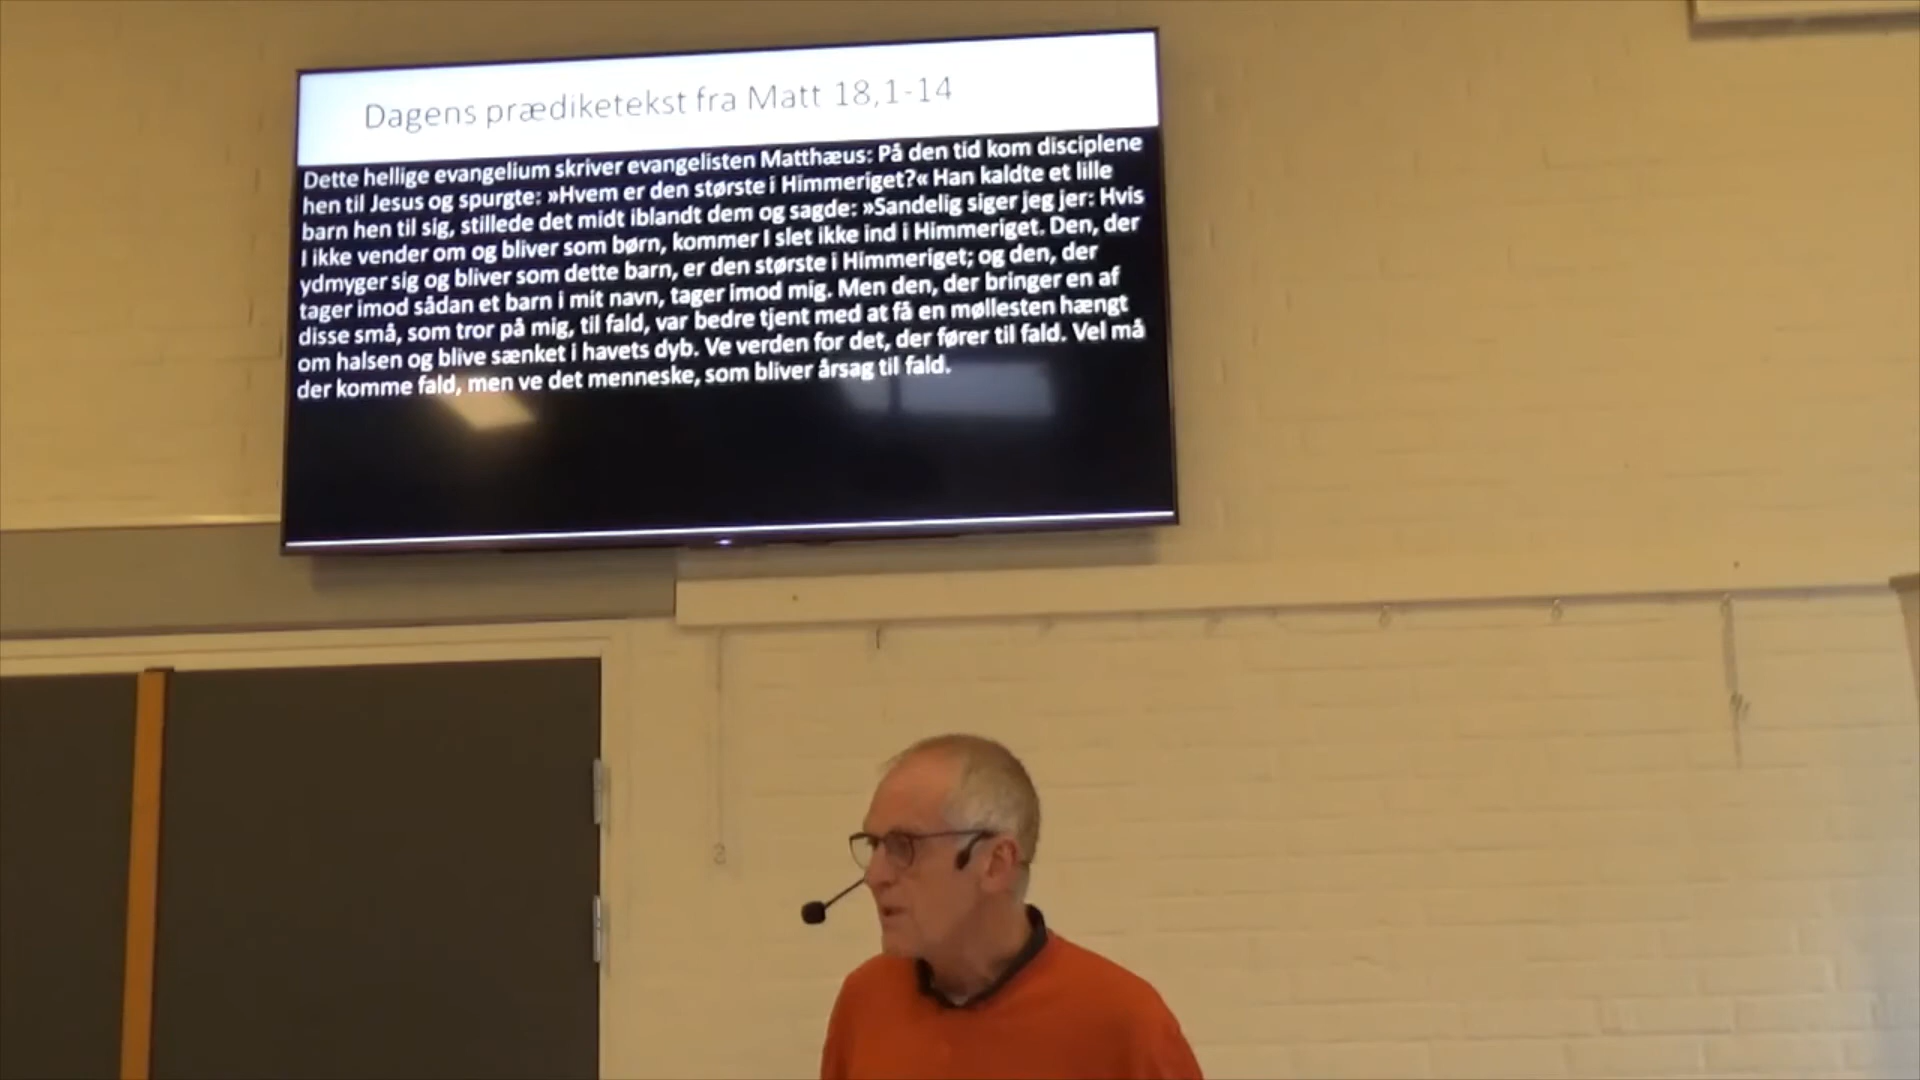 Dagens prædiketekst fra Matt 18,1-14
Dette hellige evangelium skriver evangelisten Matthæus: På den tid kom disciplene
hen til Jesus og spurgte: »Hvem er den største i Himmeriget?« Han kaldte et lille
barn hen til sig, stillede det midt iblandt dem og sagde: »Sandelig siger jeg jer: Hvis
I ikke vender om og bliver som børn, kommer I slet ikke ind i Himmeriget. Den, der
ydmyger sig og bliver som dette barn, er den største i Himmeriget; og den, der
tager imod sådan et barn i mit navn, tager imod mig. Men den, der bringer en af
disse små, som tror på mig, til fald, var bedre tjent med at få en møllesten hængt
om halsen og blive sænket i havets dyb. Ve verden for det, der fører til fald. Vel må
der komme fald, men ve det menneske, som bliver årsag til fald.